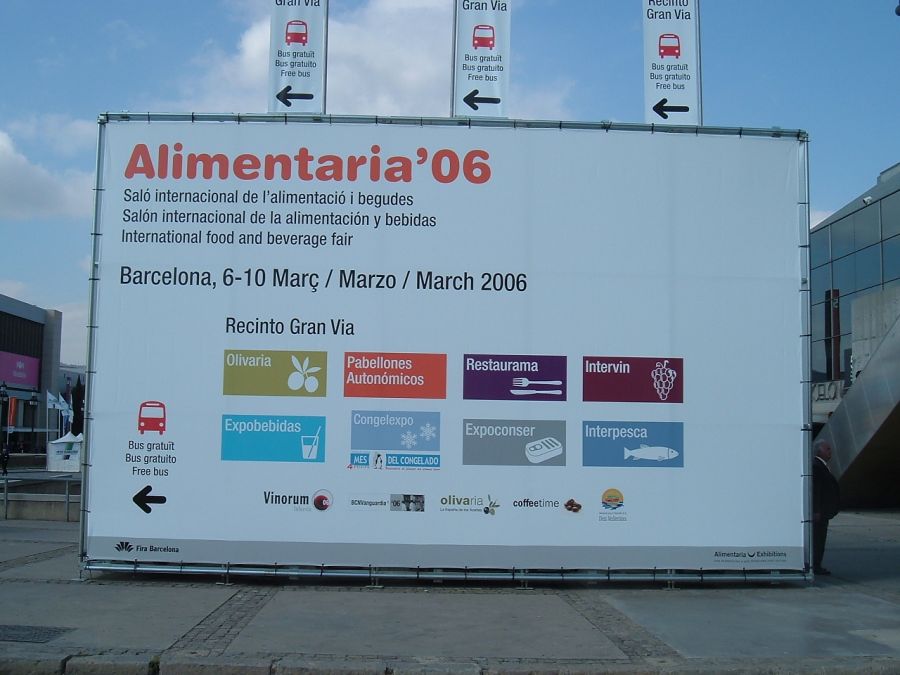 Recinto
Gran Via
Gran Via
Gran Via
Bus gratuït
Bus gratuito
Free bus
Bus gratuït
Bus gratuito
Free bus
Bus gratuït
Bus gratuito
Free bus
Alimentaria'06
Saló internacional de l'alimentació i begudes
Salón internacional de la alimentación y bebidas
International food and beverage fair
Barcelona, 6-10 Març / Marzo / March 2006
Recinto Gran Via
Olivaria
Pabellones
Autonómicos
Restaurama
Intervin
Expobebidas
Congelexpo
Expoconser
Interpesca
MES DEL CONGELADO
Bus gratuït
Bus gratuito
Free bus
Vinorum
BCNVanguardia '06
olivaria
coffeetime
Fira Barcelona
Alimentaria Exhibitions